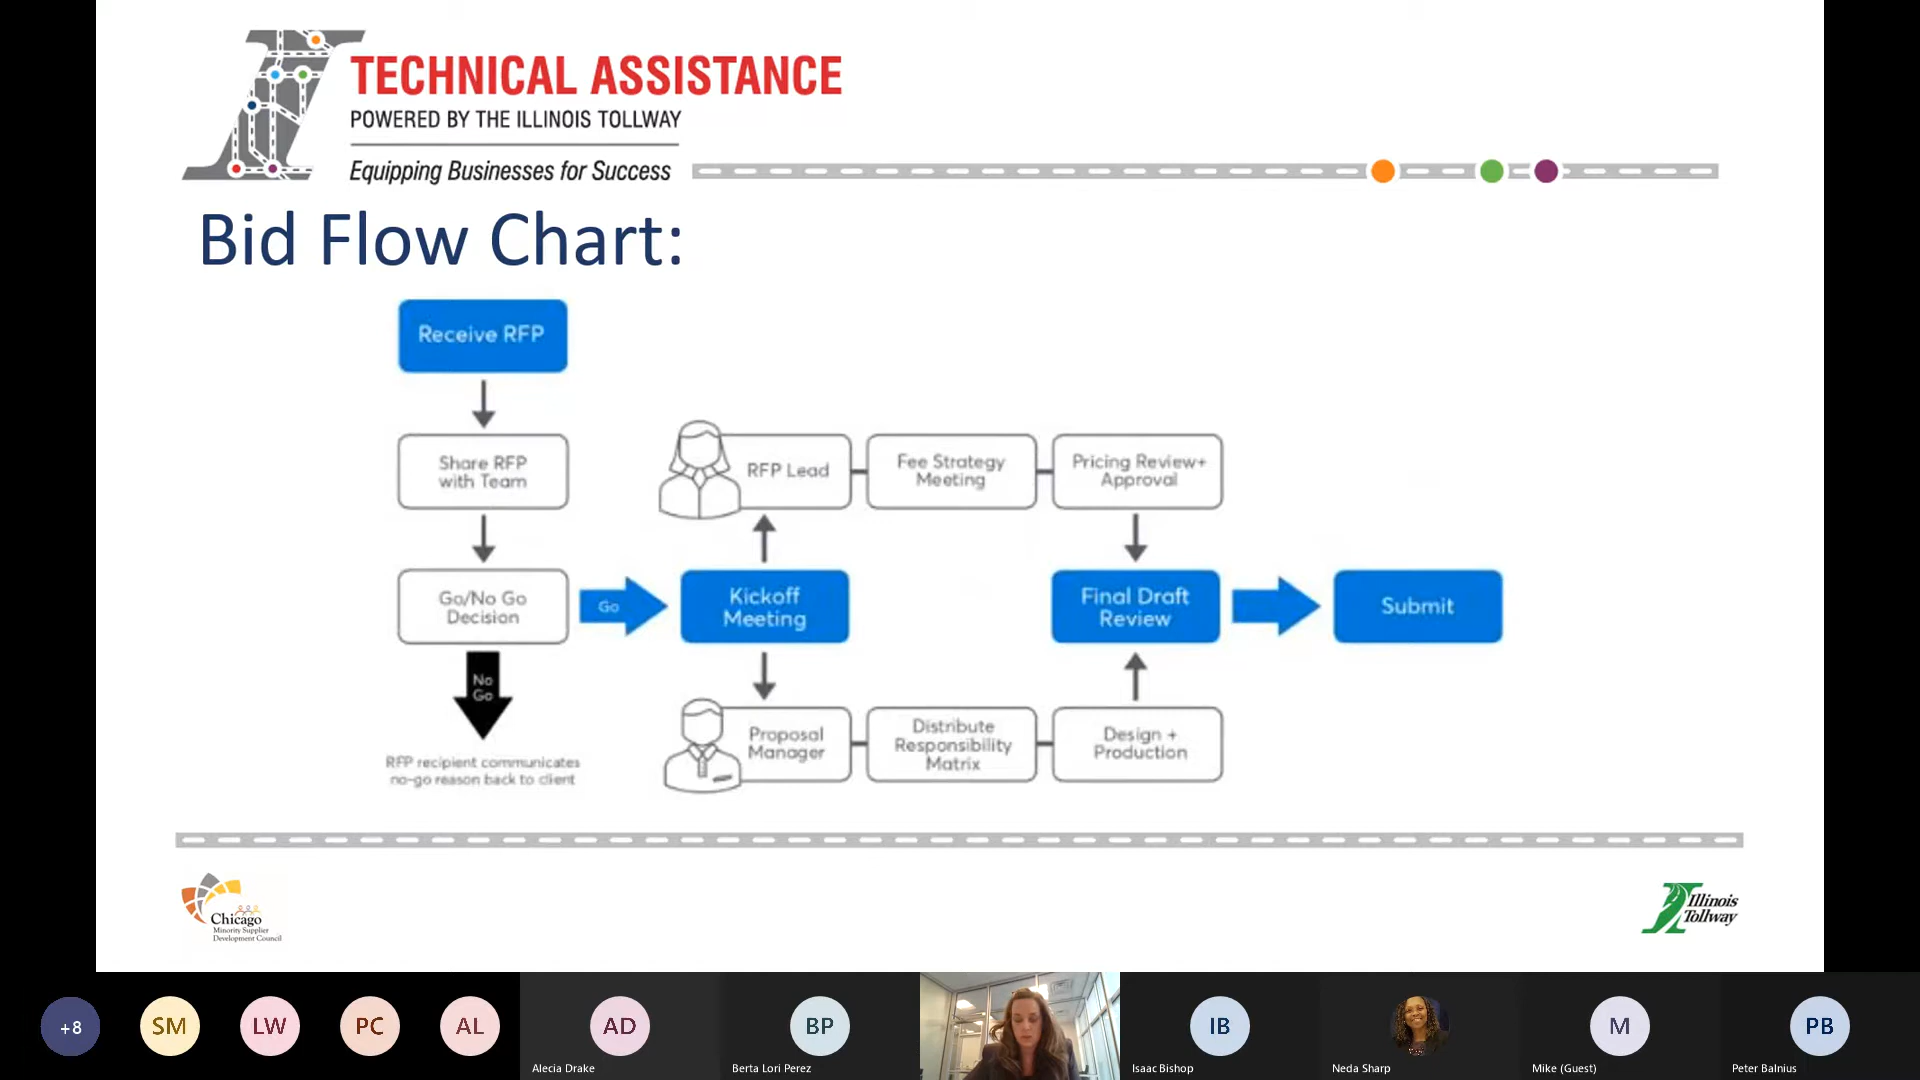 TECHNICAL ASSISTANCE
POWERED BY THE ILLINOIS TOLLWAY
Equipping Businesses for Success
Bid Flow Chart:
Receive RFP
Share RFP
with Team
RFP Lead
Fee Strategy
Meeting
Pricing Review+
Approval
Go/No Go
Decision
Go
Kickoff
Meeting
Final Draft
Review
Submit
No
Go
RFP recipient communicates
no-go reason back to client
Proposal
Manager
Distribute
Responsibility
Matrix
Design +
Production
Chicago
Minority Supplier
Development Council
Illinois
Tollway
+8
SM
LW
PC
AL
AD
Alecia Drake
BP
Berta Lori Perez
IB
Isaac Bishop
Neda Sharp
M
Mike (Guest)
PB
Peter Balnius